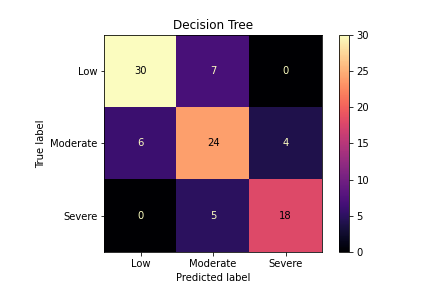 Decision Tree
Low 30 7 0
Moderate 6 24 4
Severe 0 5 18
Low Moderate Severe
Predicted label
True label
30
25
20
15
10
5
0